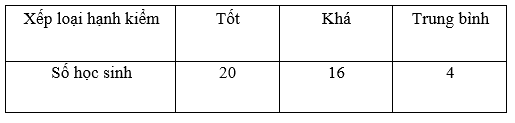 Xếp loại hạnh kiểm Tốt Khá Trung bình
Số học sinh 20 16 4